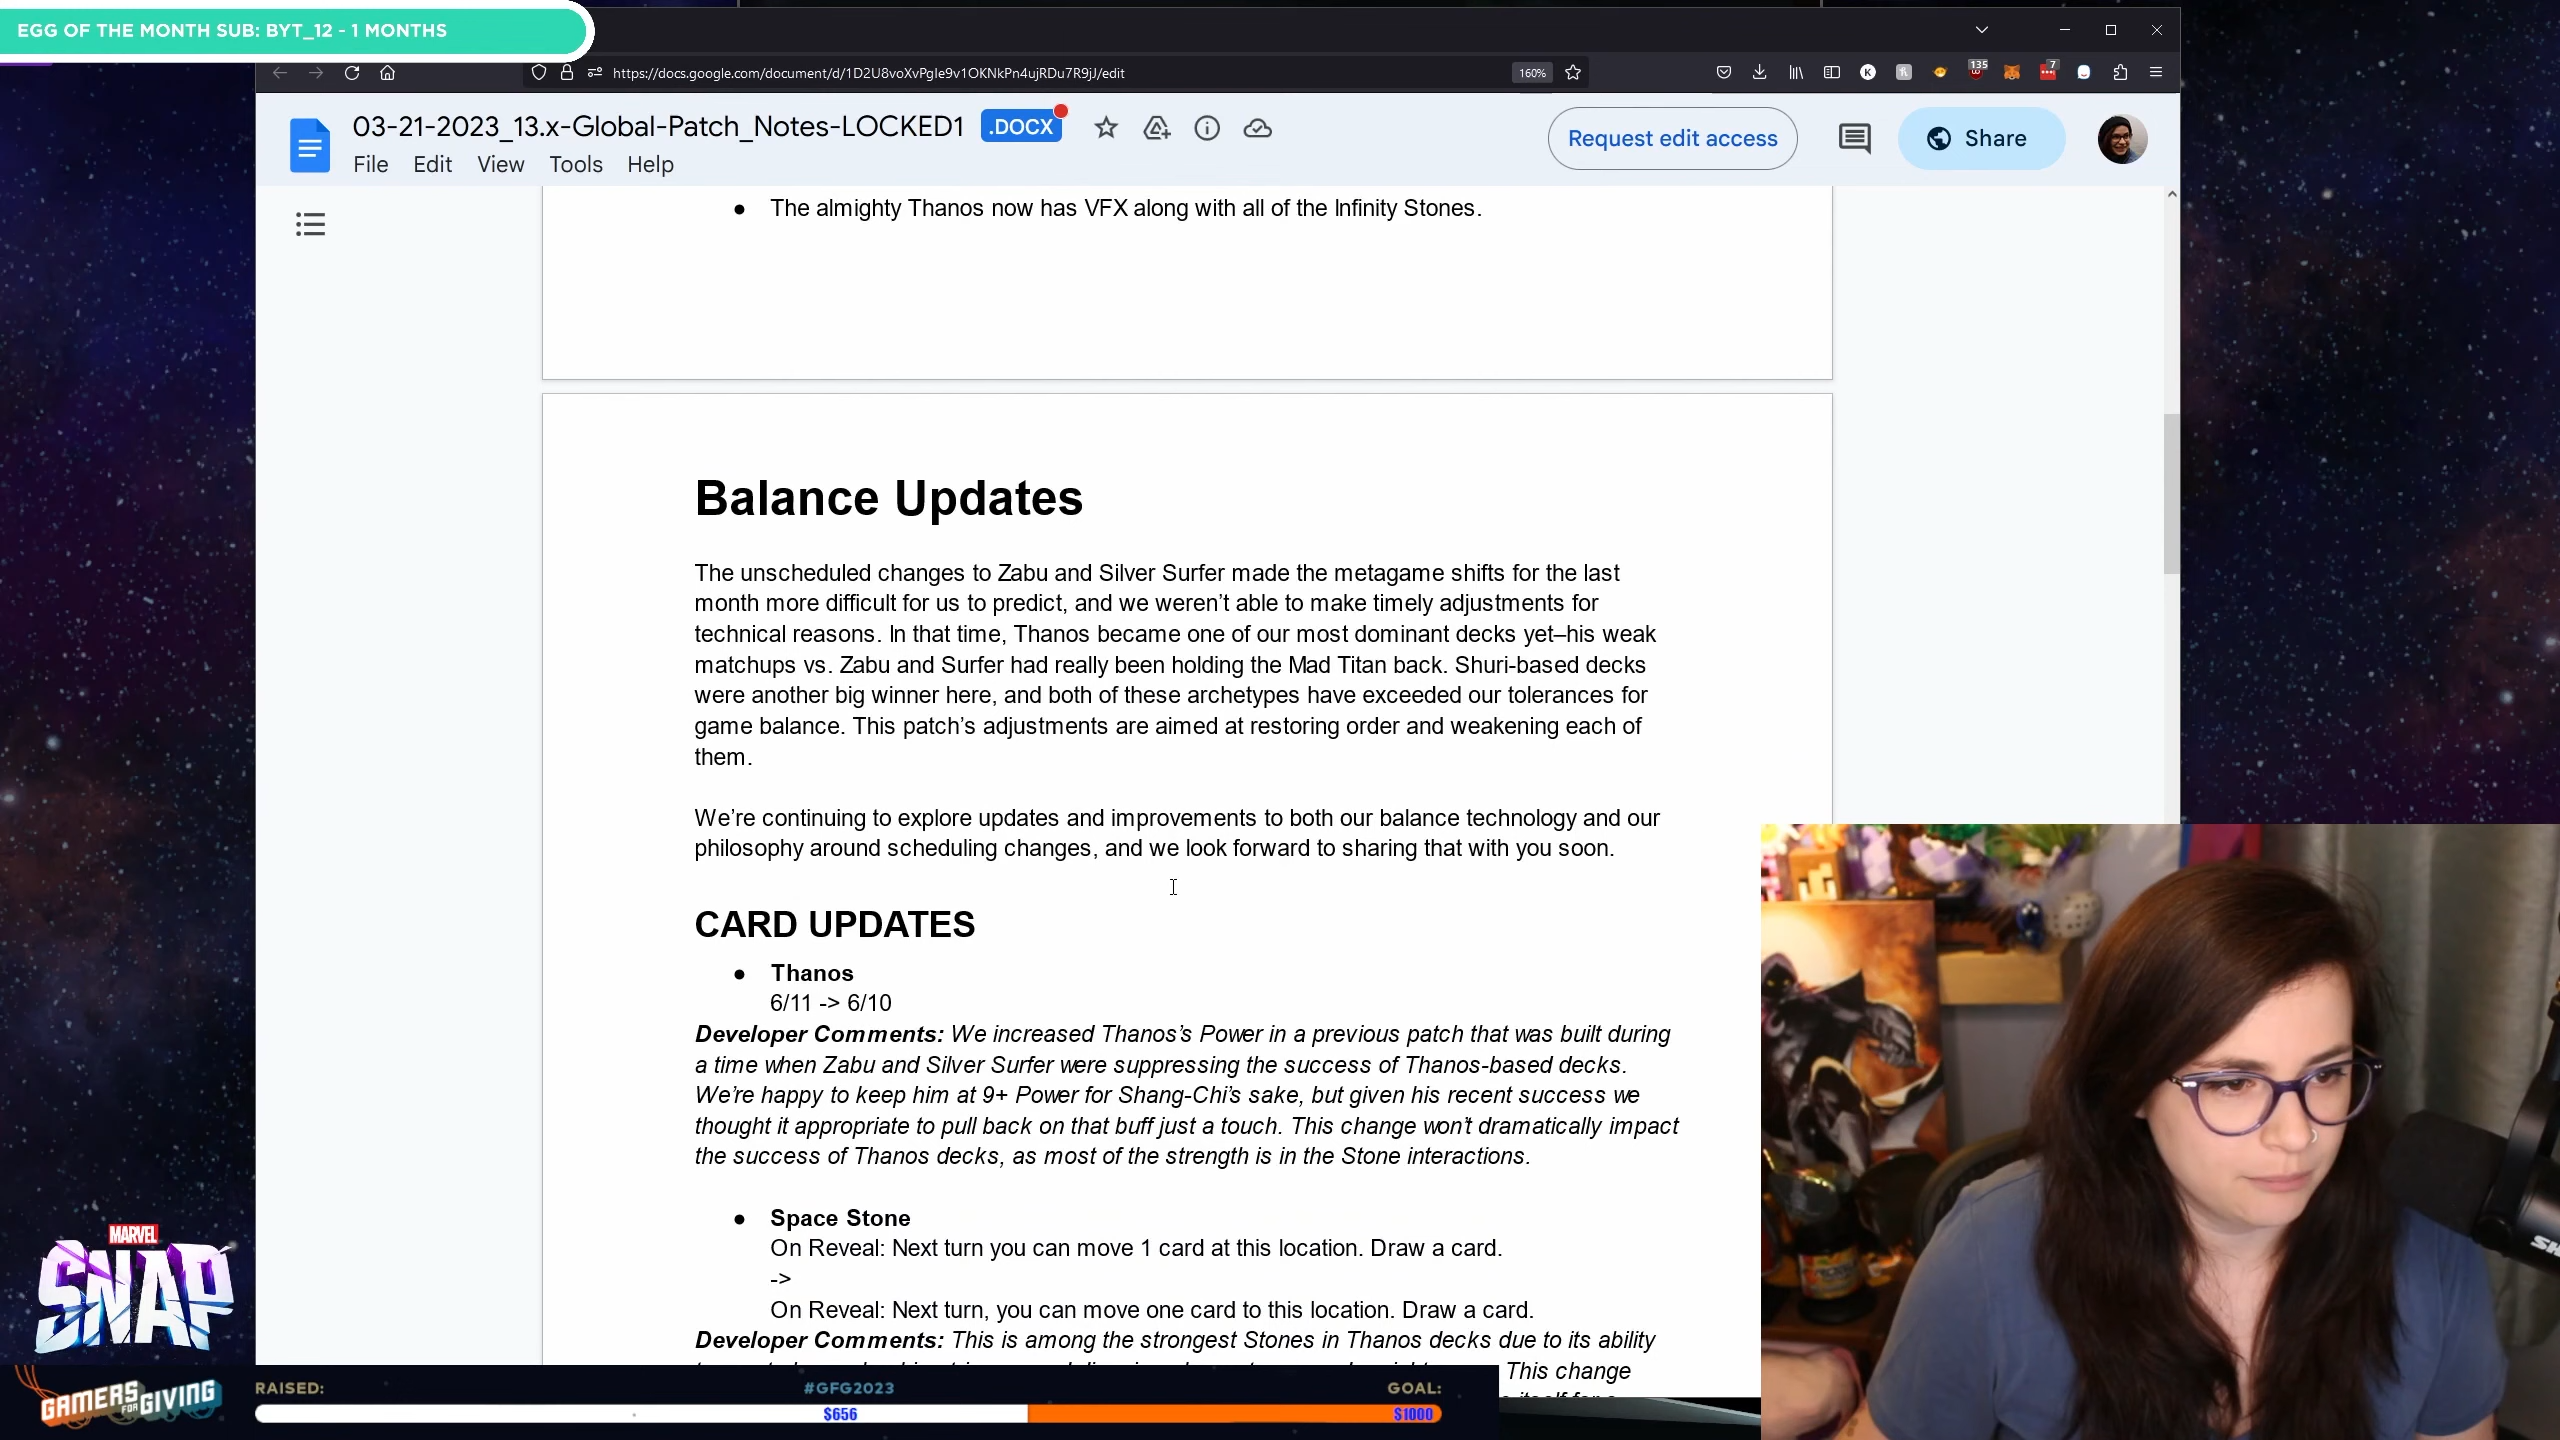 EGG OF THE MONTH SUB: BYT_12 - 1 MONTHS
https://docs.google.com/document/d/1D2U8voXvPgIe9v1OKNkPn4ujRDu7R9jJ/edit
160%
135
7
03-21-2023_13.x-Global-Patch_Notes-LOCKED1 .DOCX
File Edit View Tools Help
Request edit access
Share
● The almighty Thanos now has VFX along with all of the Infinity Stones.
Balance Updates
The unscheduled changes to Zabu and Silver Surfer made the metagame shifts for the last
month more difficult for us to predict, and we weren’t able to make timely adjustments for
technical reasons. In that time, Thanos became one of our most dominant decks yet–his weak
matchups vs. Zabu and Surfer had really been holding the Mad Titan back. Shuri-based decks
were another big winner here, and both of these archetypes have exceeded our tolerances for
game balance. This patch’s adjustments are aimed at restoring order and weakening each of
them.
We’re continuing to explore updates and improvements to both our balance technology and our
philosophy around scheduling changes, and we look forward to sharing that with you soon.
CARD UPDATES
● Thanos
6/11 -> 6/10
Developer Comments: We increased Thanos’s Power in a previous patch that was built during
a time when Zabu and Silver Surfer were suppressing the success of Thanos-based decks.
We’re happy to keep him at 9+ Power for Shang-Chi’s sake, but given his recent success we
thought it appropriate to pull back on that buff just a touch. This change won’t dramatically impact
the success of Thanos decks, as most of the strength is in the Stone interactions.
● Space Stone
On Reveal: Next turn you can move 1 card at this location. Draw a card.
->
On Reveal: Next turn, you can move one card to this location. Draw a card.
Developer Comments: This is among the strongest Stones in Thanos decks due to its ability
This change
MARVEL
SNAP
GAMERS FOR GIVING
RAISED:
#GFG2023
GOAL:
$656
$1000